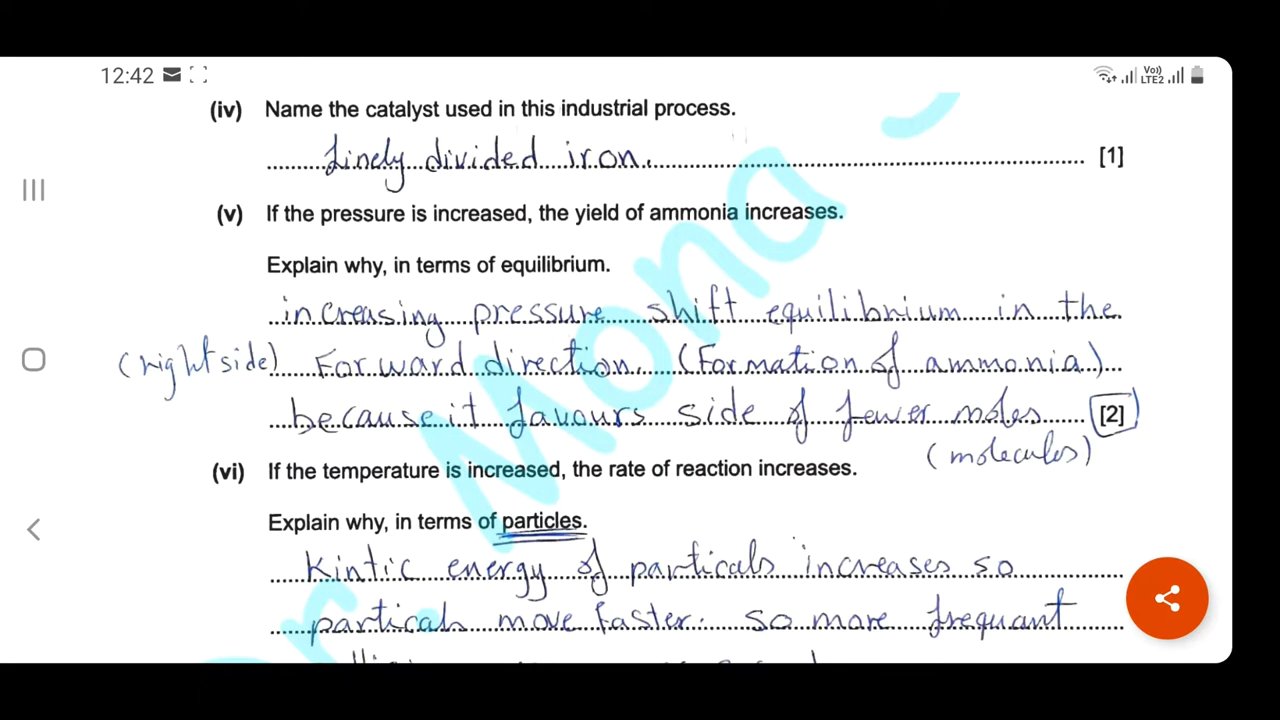 12:42 Vo) LTE2
(iv) Name the catalyst used in this industrial process.
finely divided iron. [1]
(v) If the pressure is increased, the yield of ammonia increases.
Explain why, in terms of equilibrium.
increasing pressure shift equilibrium in the
(right side) Forward direction. (Formation of ammonia)
because it favours side of fewer moles [2]
(molecules)
(vi) If the temperature is increased, the rate of reaction increases.
Explain why, in terms of particles.
Kintic energy of particals increases so
particals move faster. so more frequant
Dr. Mona